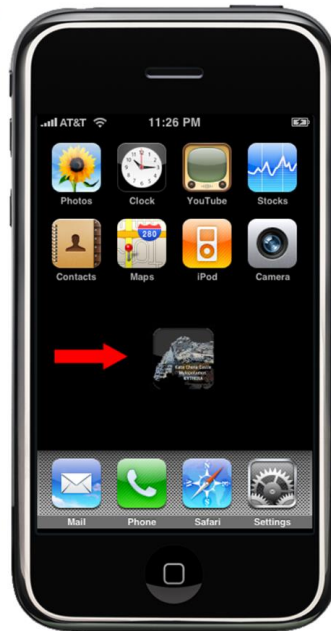 AT&T
11:26 PM
Photos
Clock
YouTube
Stocks
280
Contacts
Maps
iPod
Camera
Mail
Phone
Safari
Settings